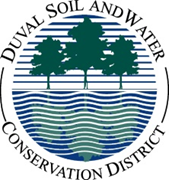 DUVAL SOIL AND WATER
CONSERVATION DISTRICT